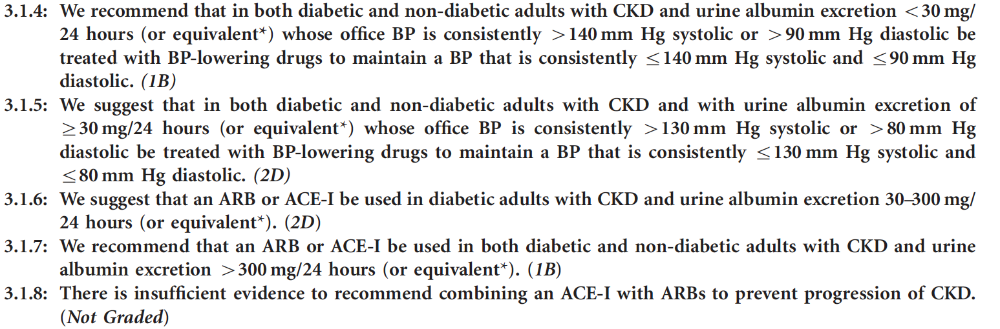 3.1.4: We recommend that in both diabetic and non-diabetic adults with CKD and urine albumin excretion <30 mg/
24 hours (or equivalent*) whose office BP is consistently >140 mm Hg systolic or >90 mm Hg diastolic be
treated with BP-lowering drugs to maintain a BP that is consistently ≤140 mm Hg systolic and ≤90 mm Hg
diastolic. (1B)
3.1.5: We suggest that in both diabetic and non-diabetic adults with CKD and with urine albumin excretion of
≥30 mg/24 hours (or equivalent*) whose office BP is consistently >130 mm Hg systolic or >80 mm Hg
diastolic be treated with BP-lowering drugs to maintain a BP that is consistently ≤130 mm Hg systolic and
≤80 mm Hg diastolic. (2D)
3.1.6: We suggest that an ARB or ACE-I be used in diabetic adults with CKD and urine albumin excretion 30–300 mg/
24 hours (or equivalent*). (2D)
3.1.7: We recommend that an ARB or ACE-I be used in both diabetic and non-diabetic adults with CKD and urine
albumin excretion >300 mg/24 hours (or equivalent*). (1B)
3.1.8: There is insufficient evidence to recommend combining an ACE-I with ARBs to prevent progression of CKD.
(Not Graded)